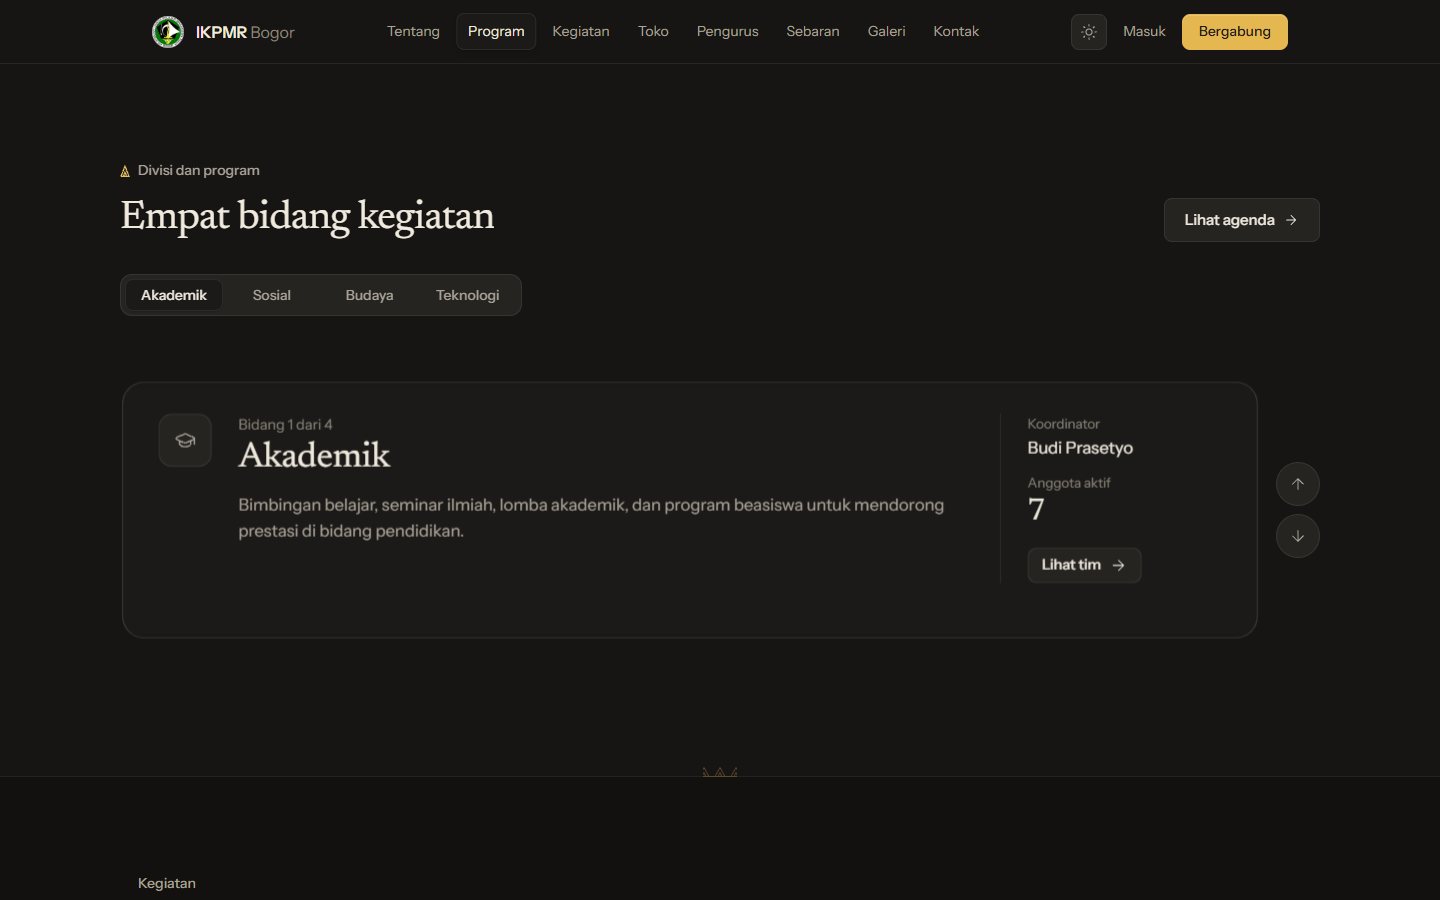 IKPMR Bogor
Tentang
Program
Kegiatan
Toko
Pengurus
Sebaran
Galeri
Kontak
Masuk
Bergabung
Divisi dan program
Empat bidang kegiatan
Lihat agenda
Akademik
Sosial
Budaya
Teknologi
Bidang 1 dari 4
Akademik
Bimbingan belajar, seminar ilmiah, lomba akademik, dan program beasiswa untuk mendorong
prestasi di bidang pendidikan.
Koordinator
Budi Prasetyo
Anggota aktif
7
Lihat tim
Kegiatan